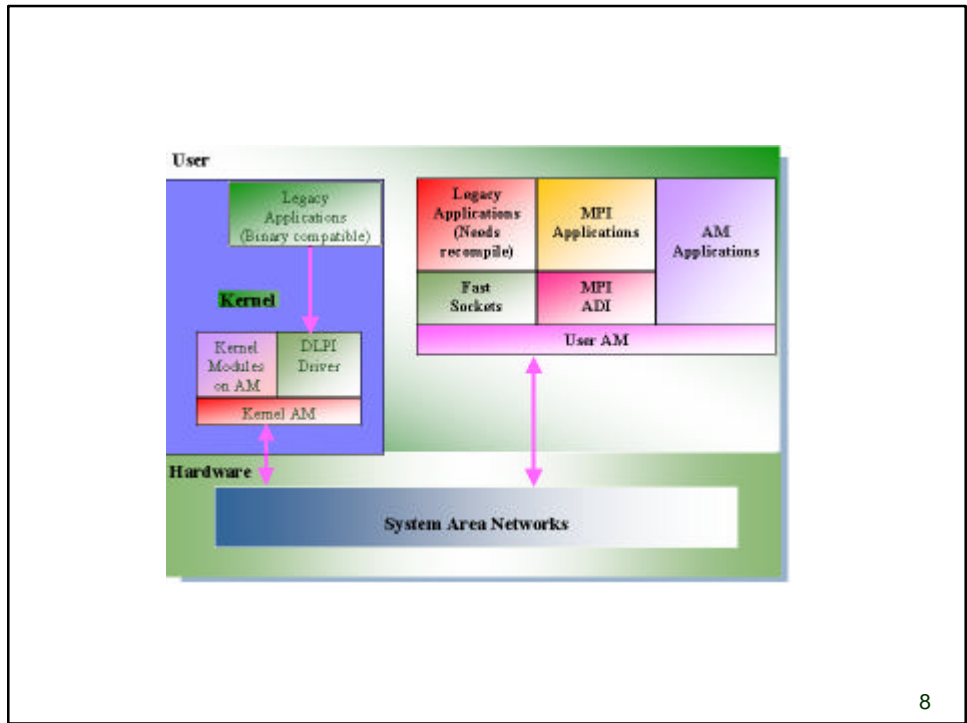 User
Legacy
Applications
(Binary compatible)
Kernel
Kernel
Modules
on AM
DLPI
Driver
Kernel AM
Legacy
Applications
(Needs
recompile)
MPI
Applications
AM
Applications
Fast
Sockets
MPI
ADI
User AM
Hardware
System Area Networks
8